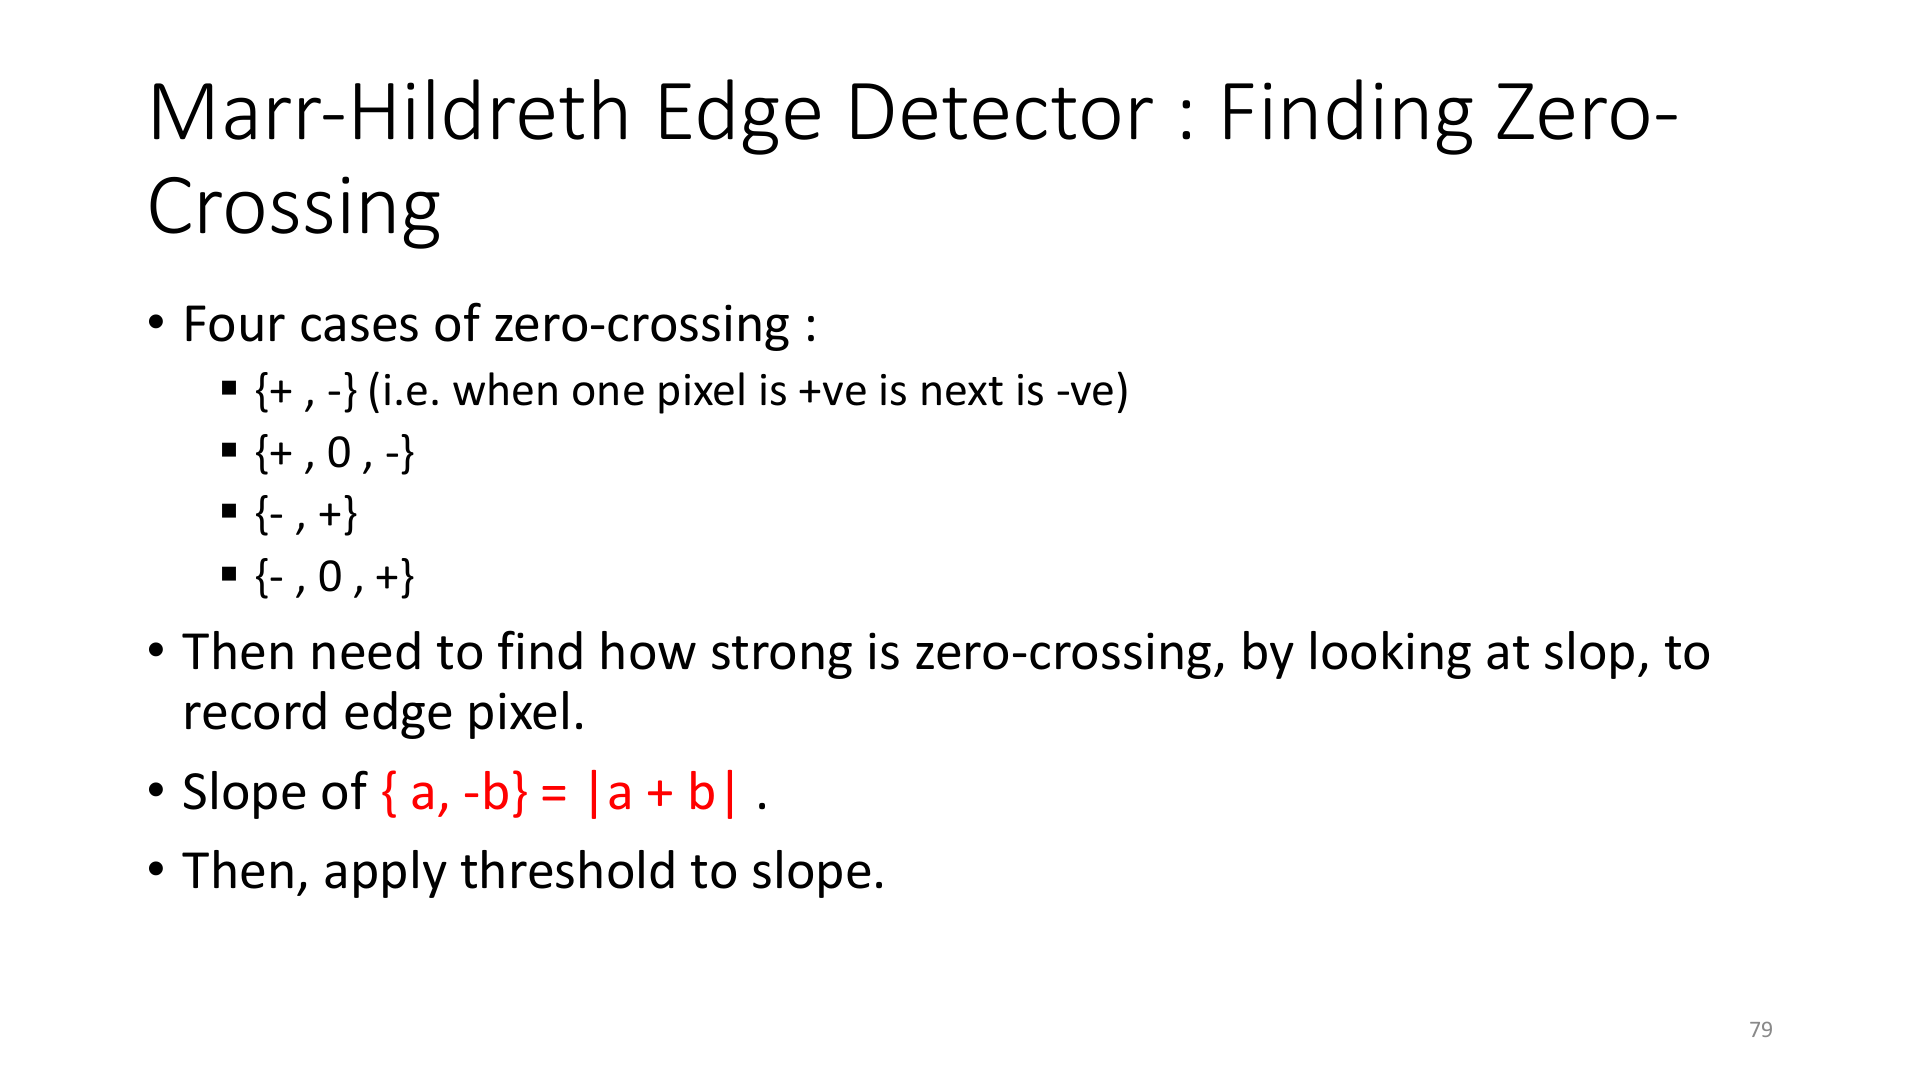 Marr-Hildreth Edge Detector : Finding Zero-
Crossing
• Four cases of zero-crossing :
▪ {+ , -} (i.e. when one pixel is +ve is next is -ve)
▪ {+ , 0 , -}
▪ {- , +}
▪ {- , 0 , +}
• Then need to find how strong is zero-crossing, by looking at slop, to
record edge pixel.
• Slope of { a, -b} = |a + b| .
• Then, apply threshold to slope.
79